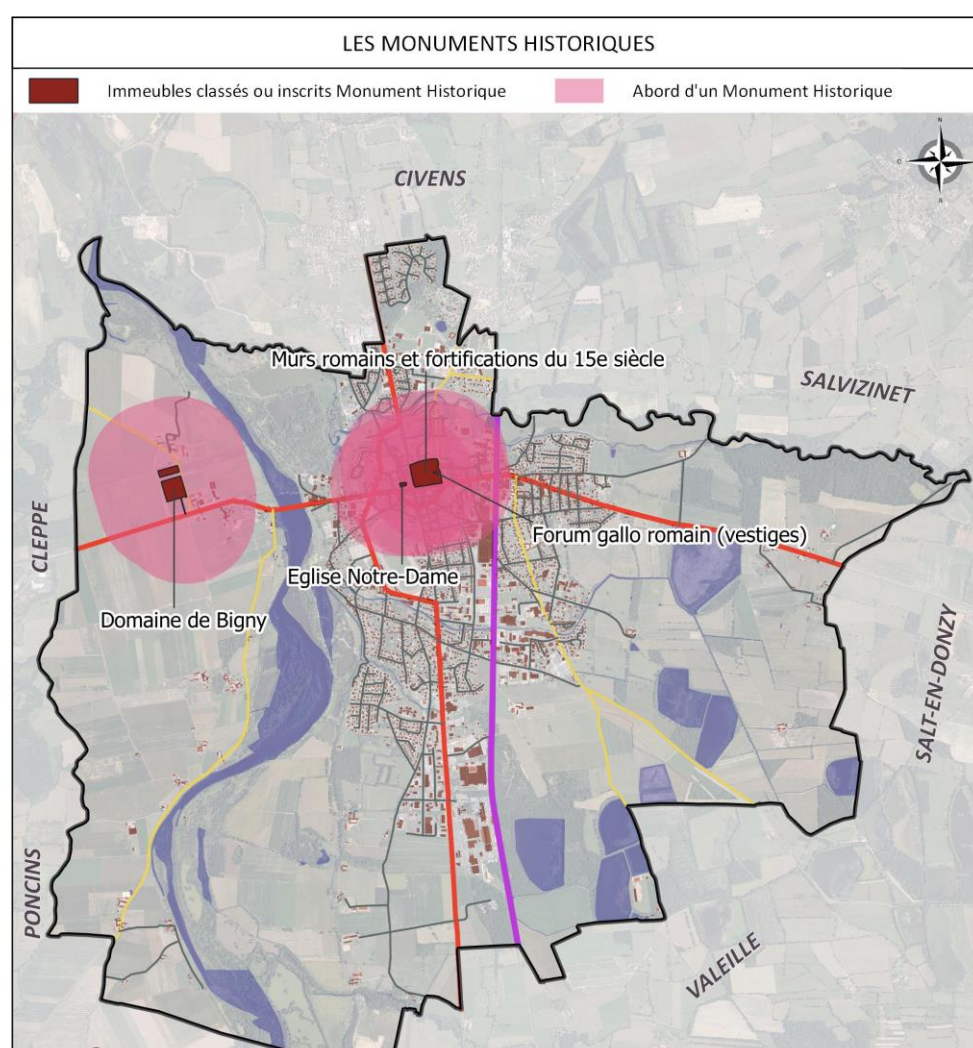 LES MONUMENTS HISTORIQUES
Immeubles classés ou inscrits Monument Historique
Abord d'un Monument Historique
N
O
CIVENS
Murs romains et fortifications du 15e siècle
SALVIZINET
CLEPPE
Forum gallo romain (vestiges)
Eglise Notre-Dame
Domaine de Bigny
SALT-EN-DONZY
PONCINS
VALEILLE